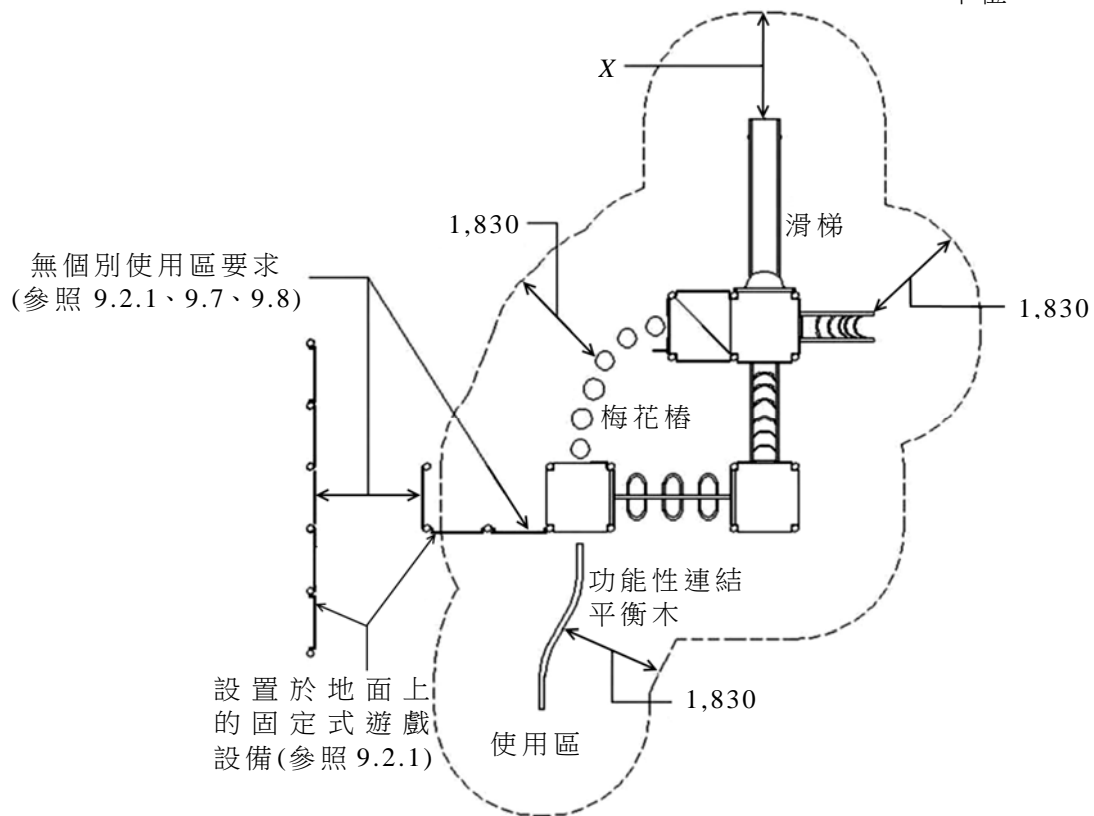 X
滑梯
1,830
無個別使用區要求
(參照 9.2.1、9.7、9.8)
1,830
梅花樁
功能性連結
平衡木
設置於地面上
的固定式遊戲
設備(參照 9.2.1)
1,830
使用區